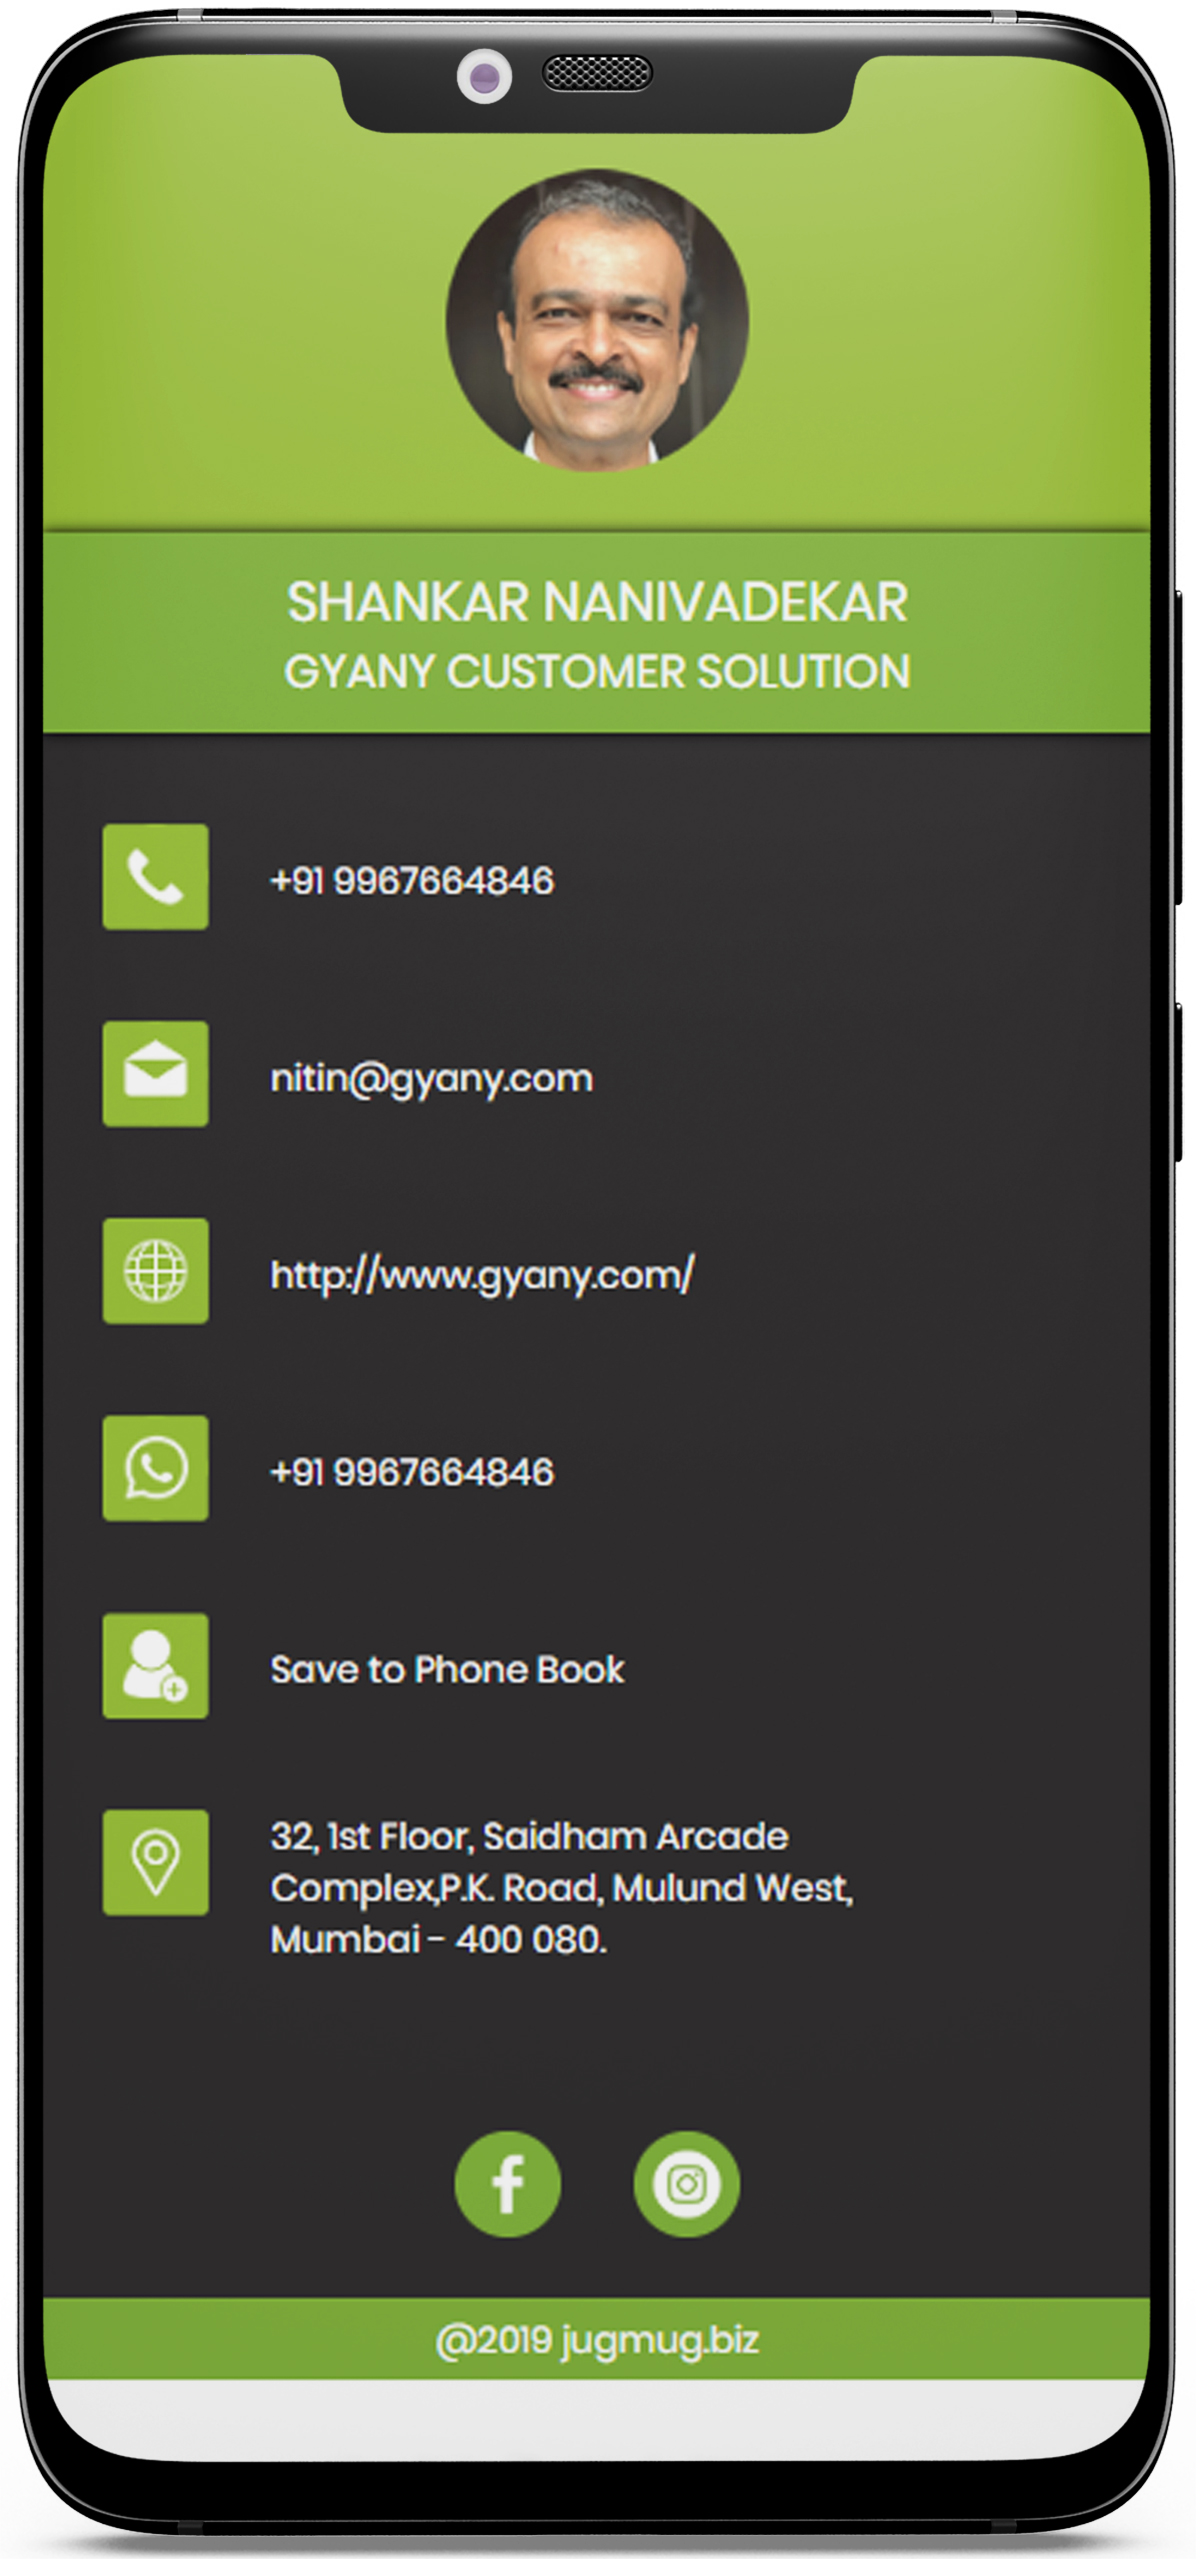 SHANKAR NANIVADEKAR
GYANY CUSTOMER SOLUTION
+91 9967664846
nitin@gyany.com
http://www.gyany.com/
+91 9967664846
Save to Phone Book
32, 1st Floor, Saidham Arcade
Complex,P.K. Road, Mulund West,
Mumbai - 400 080.
@2019 jugmug.biz